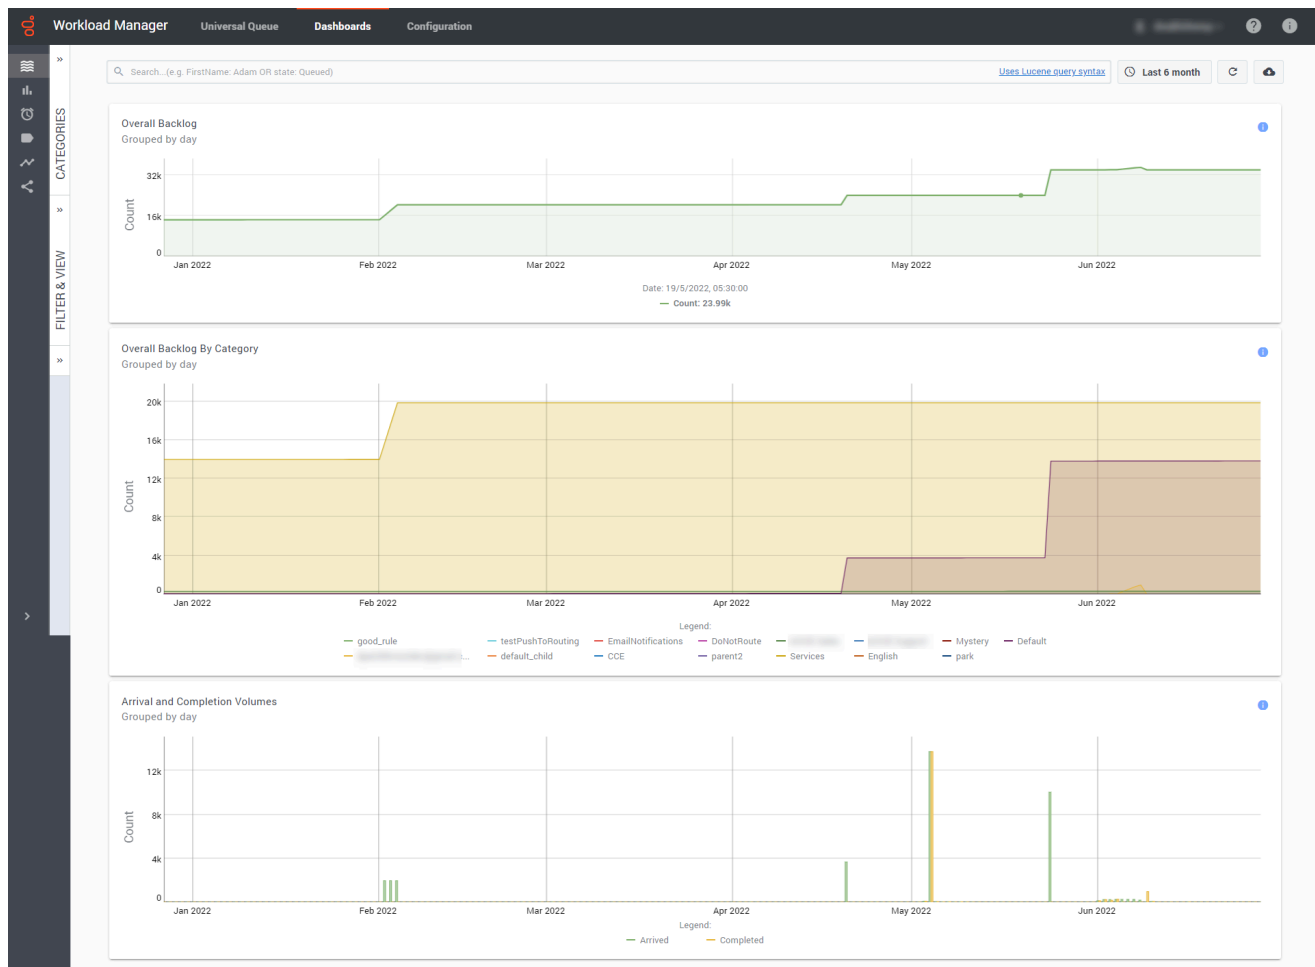 Workload Manager Universal Queue Dashboards Configuration
CATEGORIES
FILTER & VIEW
Search...(e.g. FirstName: Adam OR state: Queued) Uses Lucene query syntax Last 6 month
Overall Backlog
Grouped by day
Count
32k
16k
0
Jan 2022 Feb 2022 Mar 2022 Apr 2022 May 2022 Jun 2022
Date: 19/5/2022, 05:30:00
Count: 23.99k
Overall Backlog By Category
Grouped by day
Count
20k
16k
12k
8k
4k
0
Jan 2022 Feb 2022 Mar 2022 Apr 2022 May 2022 Jun 2022
Legend:
good_rule testPushToRouting EmailNotifications DoNotRoute Mystery Default
default_child CCE parent2 Services English park
Arrival and Completion Volumes
Grouped by day
Count
12k
8k
4k
0
Jan 2022 Feb 2022 Mar 2022 Apr 2022 May 2022 Jun 2022
Legend:
Arrived Completed